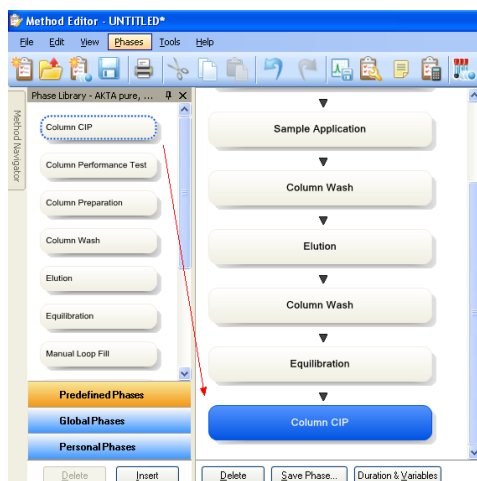 Method Editor - UNTITLED*
File Edit View Phases Tools Help
Phase Library - AKTA pure, ...
Method Navigator
Column CIP
Column Performance Test
Column Preparation
Column Wash
Elution
Equilibration
Manual Loop Fill
Predefined Phases
Global Phases
Personal Phases
Delete Insert
Sample Application
Column Wash
Elution
Column Wash
Equilibration
Column CIP
Delete Save Phase... Duration & Variables